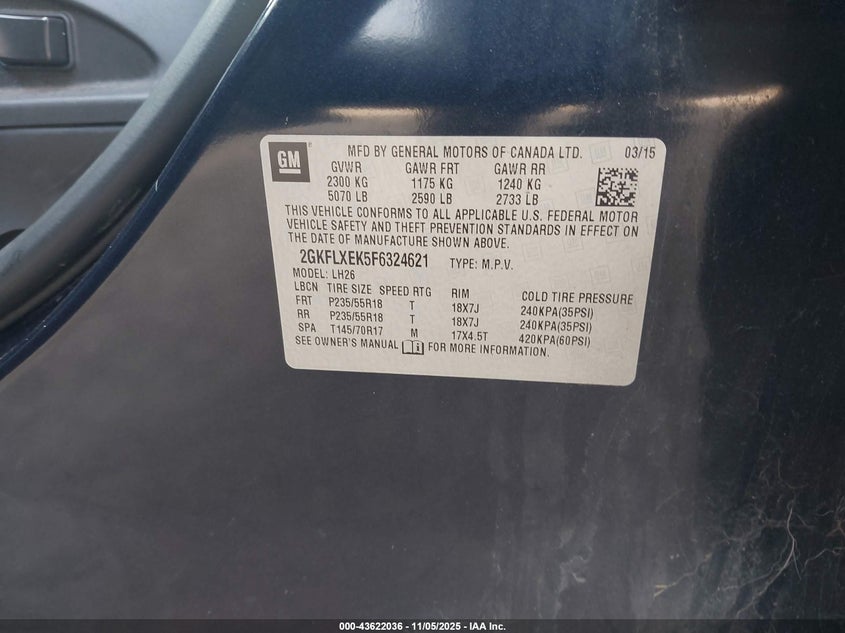 GM
MFD BY GENERAL MOTORS OF CANADA LTD. 03/15
GVWR GAWR FRT GAWR RR
2300 KG 1175 KG 1240 KG
5070 LB 2590 LB 2733 LB
THIS VEHICLE CONFORMS TO ALL APPLICABLE U.S. FEDERAL MOTOR
VEHICLE SAFETY AND THEFT PREVENTION STANDARDS IN EFFECT ON
THE DATE OF MANUFACTURE SHOWN ABOVE.
2GKFLXEK5F6324621 TYPE: M.P.V.
MODEL: LH26
LBCN TIRE SIZE SPEED RTG RIM COLD TIRE PRESSURE
FRT P235/55R18 T 18X7J 240KPA(35PSI)
RR P235/55R18 T 18X7J 240KPA(35PSI)
SPA T145/70R17 M 17X4.5T 420KPA(60PSI)
SEE OWNER'S MANUAL FOR MORE INFORMATION.
000-43622036 - 11/05/2025 - IAA Inc.